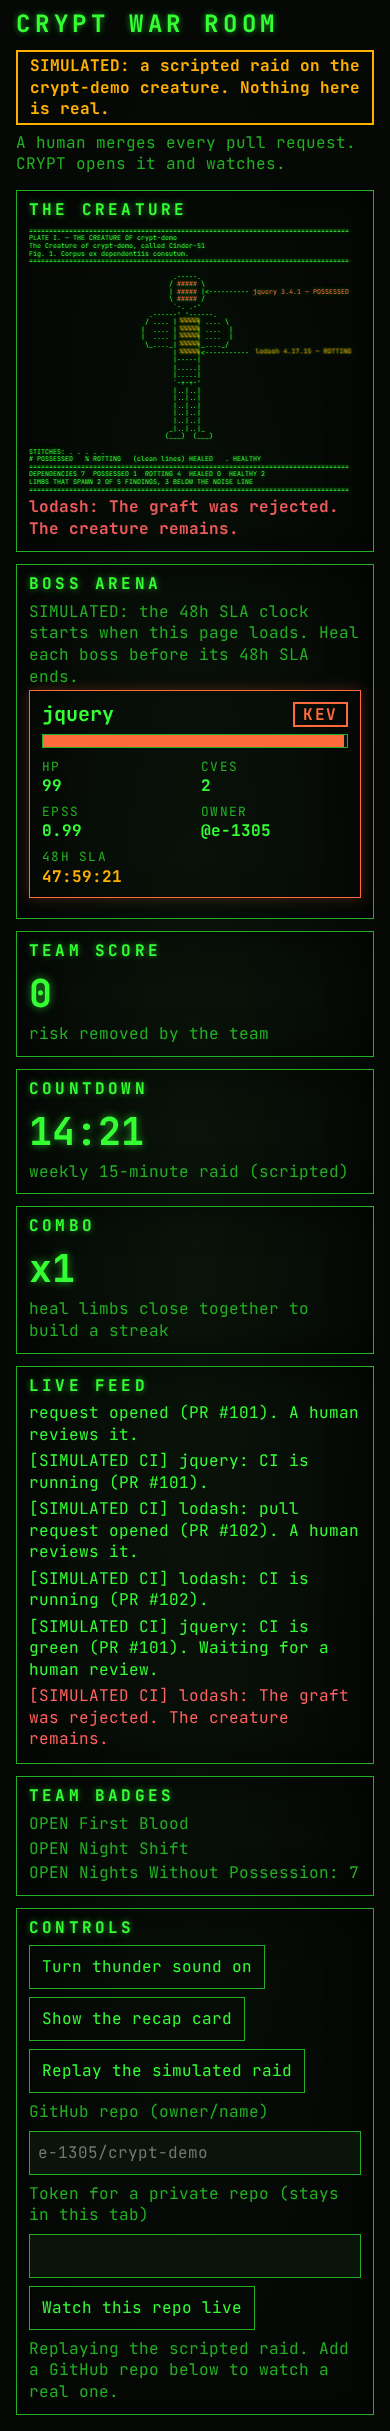 CRYPT WAR ROOM
SIMULATED: a scripted raid on the
crypt-demo creature. Nothing here
is real.
A human merges every pull request.
CRYPT opens it and watches.
THE CREATURE
PLATE I. — THE CREATURE OF crypt-demo
The Creature of crypt-demo, called Cinder-51
Fig. 1. Corpus ex dependentiis consutum.
jquery 3.4.1 — POSSESSED
lodash 4.17.15 — ROTTING
STITCHES: . . . . .
# POSSESSED % ROTTING (clean lines) HEALED . HEALTHY
DEPENDENCIES 7 POSSESSED 1 ROTTING 4 HEALED 0 HEALTHY 2
LIMBS THAT SPAWN 2 OF 5 FINDINGS, 3 BELOW THE NOISE LINE
lodash: The graft was rejected.
The creature remains.
BOSS ARENA
SIMULATED: the 48h SLA clock
starts when this page loads. Heal
each boss before its 48h SLA
ends.
jquery KEV
HP CVES
99 2
EPSS OWNER
0.99 @e-1305
48H SLA
47:59:21
TEAM SCORE
0
risk removed by the team
COUNTDOWN
14:21
weekly 15-minute raid (scripted)
COMBO
x1
heal limbs close together to
build a streak
LIVE FEED
request opened (PR #101). A human
reviews it.
[SIMULATED CI] jquery: CI is
running (PR #101).
[SIMULATED CI] lodash: pull
request opened (PR #102). A human
reviews it.
[SIMULATED CI] lodash: CI is
running (PR #102).
[SIMULATED CI] jquery: CI is
green (PR #101). Waiting for a
human review.
[SIMULATED CI] lodash: The graft
was rejected. The creature
remains.
TEAM BADGES
OPEN First Blood
OPEN Night Shift
OPEN Nights Without Possession: 7
CONTROLS
Turn thunder sound on
Show the recap card
Replay the simulated raid
GitHub repo (owner/name)
e-1305/crypt-demo
Token for a private repo (stays
in this tab)
Watch this repo live
Replaying the scripted raid. Add
a GitHub repo below to watch a
real one.